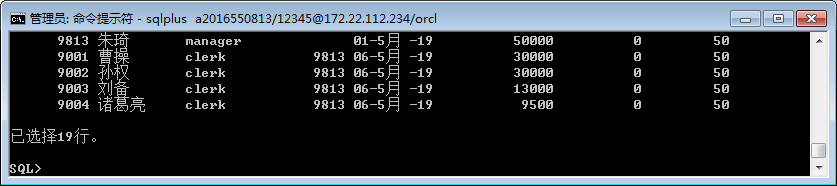 管理员: 命令提示符 - sqlplus  a2016550813/12345@172.22.112.234/orcl
9813 朱琦 manager 01-5月 -19 50000 0 50
9001 曹操 clerk 9813 06-5月 -19 30000 0 50
9002 孙权 clerk 9813 06-5月 -19 30000 0 50
9003 刘备 clerk 9813 06-5月 -19 13000 0 50
9004 诸葛亮 clerk 9813 06-5月 -19 9500 0 50
已选择19行。
SQL>